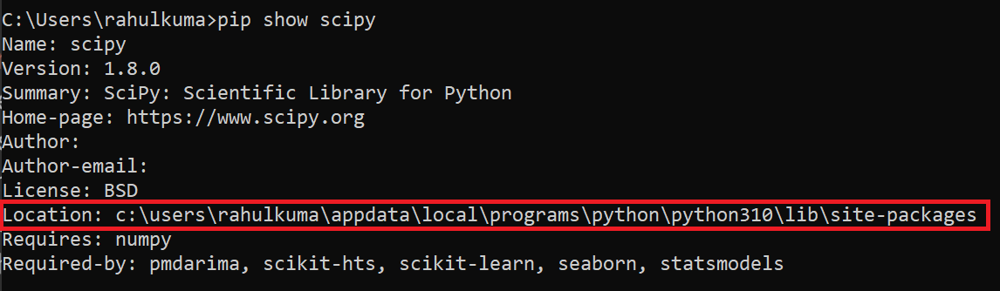 C:\Users\rahulkuma>pip show scipy
Name: scipy
Version: 1.8.0
Summary: SciPy: Scientific Library for Python
Home-page: https://www.scipy.org
Author:
Author-email:
License: BSD
Location: c:\users\rahulkuma\appdata\local\programs\python\python310\lib\site-packages
Requires: numpy
Required-by: pmdarima, scikit-hts, scikit-learn, seaborn, statsmodels